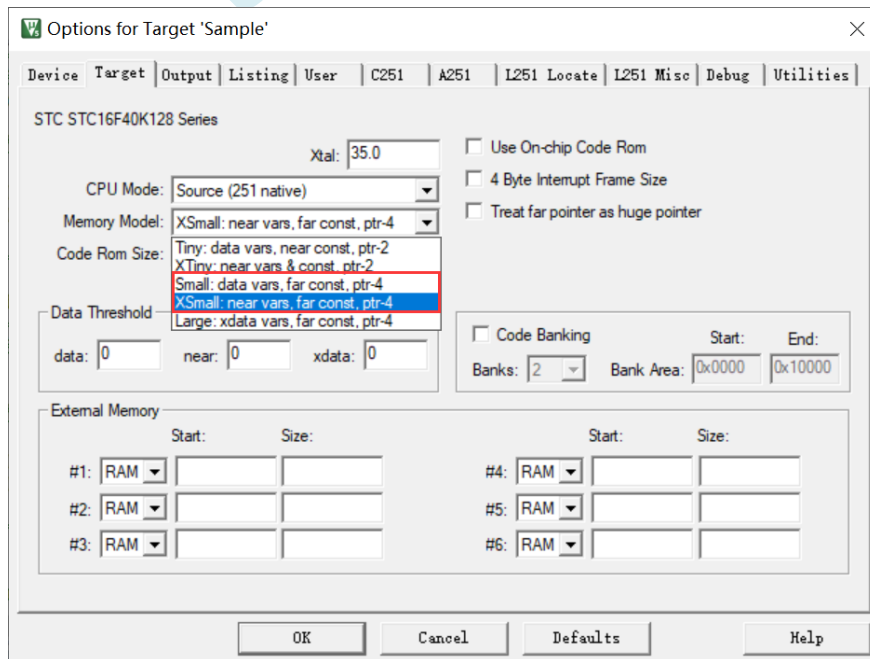 Options for Target 'Sample'
Device Target Output Listing User C251 A251 L251 Locate L251 Misc Debug Utilities
STC STC16F40K128 Series
Xtal: 35.0
Use On-chip Code Rom
CPU Mode: Source (251 native)
4 Byte Interrupt Frame Size
Memory Model: XSmall: near vars, far const, ptr-4
Treat far pointer as huge pointer
Code Rom Size:
Tiny: data vars, near const, ptr-2
XTiny: near vars & const, ptr-2
Small: data vars, far const, ptr-4
XSmall: near vars, far const, ptr-4
Large: xdata vars, far const, ptr-4
Data Threshold
data: 0 near: 0 xdata: 0
Code Banking Start: End:
Banks: 2 Bank Area: 0x0000 0x10000
External Memory
Start: Size: Start: Size:
#1: RAM #4: RAM
#2: RAM #5: RAM
#3: RAM #6: RAM
OK Cancel Defaults Help